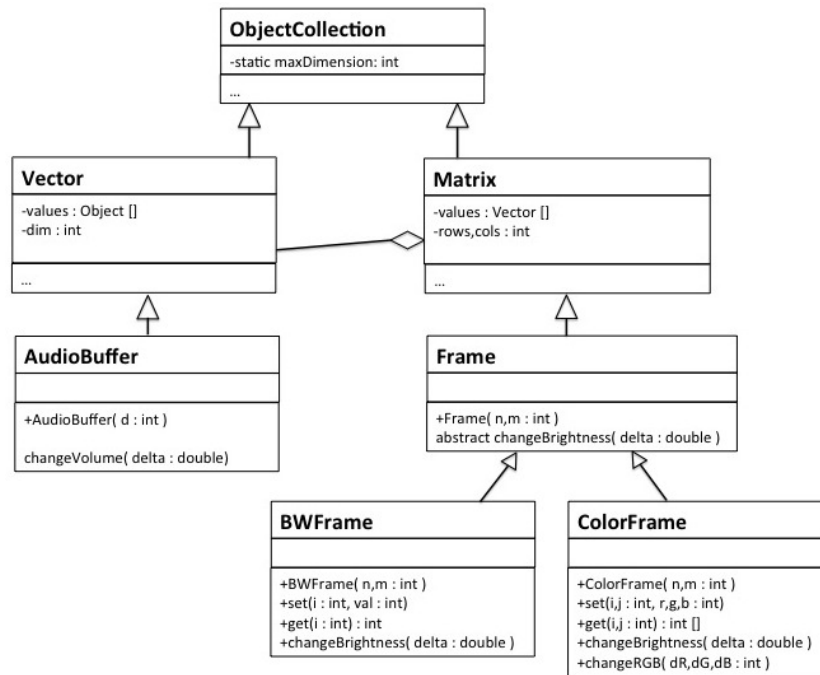 ObjectCollection
-static maxDimension: int
...
Vector
-values : Object []
-dim : int
...
Matrix
-values : Vector []
-rows,cols : int
...
AudioBuffer
+AudioBuffer( d : int )
changeVolume( delta : double)
Frame
+Frame( n,m : int )
abstract changeBrightness( delta : double )
BWFrame
+BWFrame( n,m : int )
+set(i : int, val : int)
+get(i : int) : int
+changeBrightness( delta : double )
ColorFrame
+ColorFrame( n,m : int )
+set(i,j : int, r,g,b : int)
+get(i,j : int) : int []
+changeBrightness( delta : double )
+changeRGB( dR,dG,dB : int )